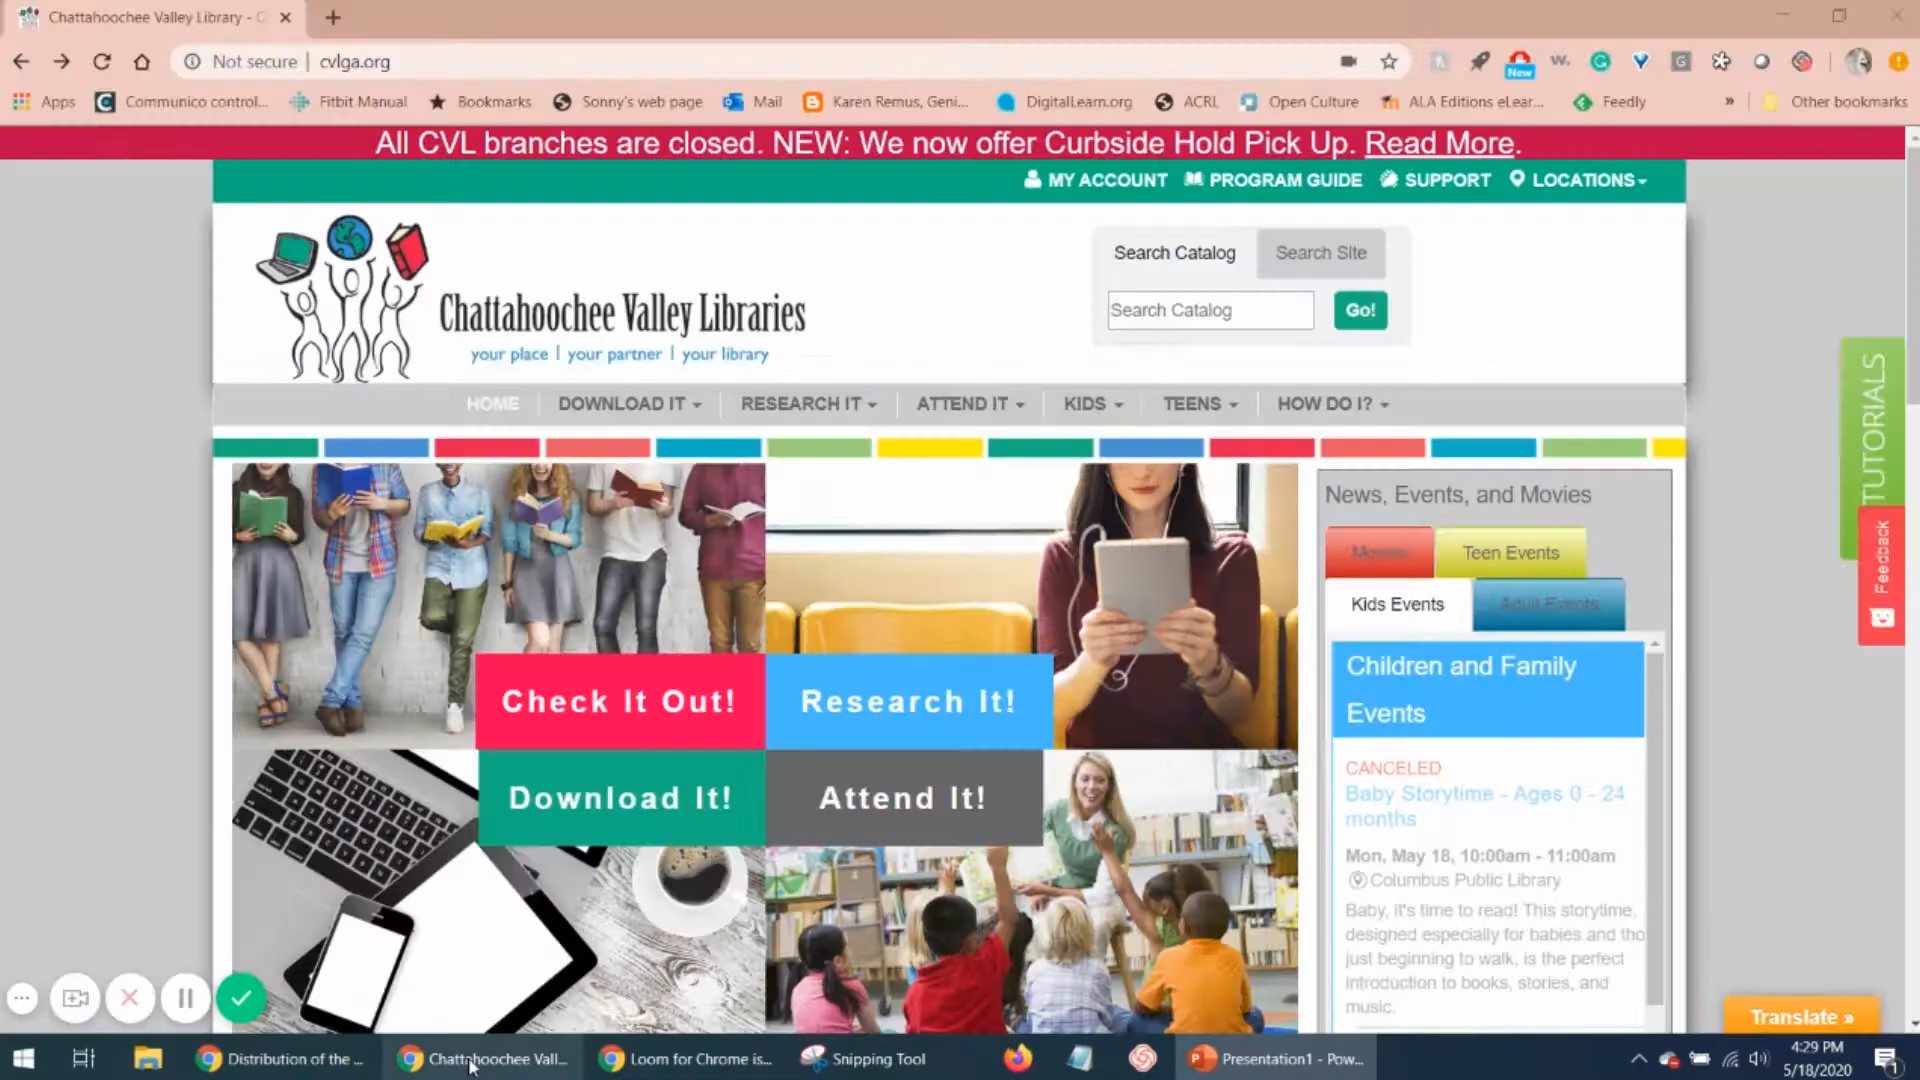 Chattahoochee Valley Library - C
Not secure | cvlga.org
New
Apps Communico control... Fitbit Manual Bookmarks Sonny's web page Mail Karen Remus, Geni... DigitalLearn.org ACRL Open Culture ALA Editions eLear... Feedly » Other bookmarks
All CVL branches are closed. NEW: We now offer Curbside Hold Pick Up. Read More.
MY ACCOUNT PROGRAM GUIDE SUPPORT LOCATIONS
Search Catalog Search Site
Search Catalog Go!
Chattahoochee Valley Libraries
your place | your partner | your library
HOME DOWNLOAD IT RESEARCH IT ATTEND IT KIDS TEENS HOW DO I?
TUTORIALS
Feedback
News, Events, and Movies
Movies Teen Events
Kids Events Adult Events
Check It Out! Research It!
Download It! Attend It!
Children and Family
Events
CANCELED
Baby Storytime - Ages 0 - 24
months
Mon, May 18, 10:00am - 11:00am
Columbus Public Library
Baby, it's time to read! This storytime,
designed especially for babies and tho
just beginning to walk, is the perfect
introduction to books, stories, and
music.
Translate »
Distribution of the ... Chattahoochee Vall... Loom for Chrome is... Snipping Tool Presentation1 - Pow...
4:29 PM
5/18/2020
1